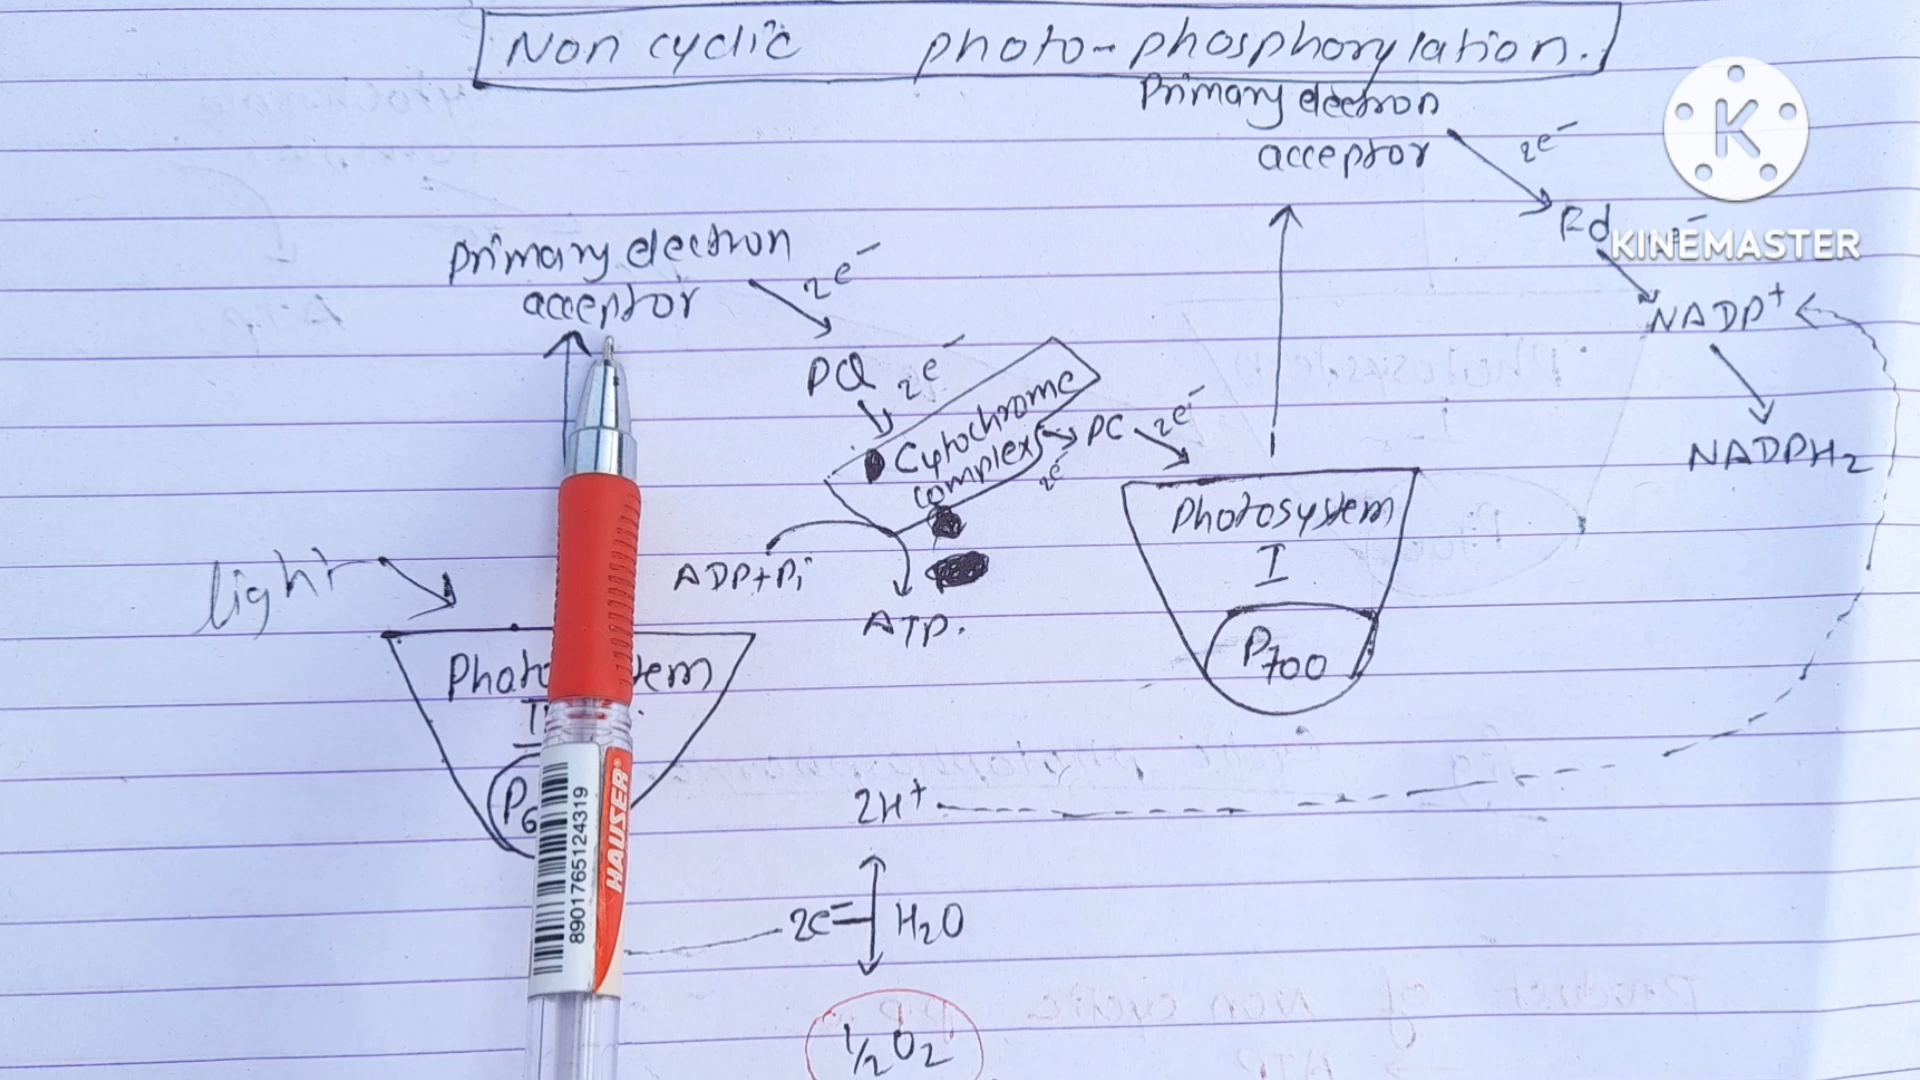 Non cyclic photo-phosphorylation.
Primary electron
acceptor
2e⁻
Fd
KINEMASTER
NADP⁺
NADPH₂
Primary electron
acceptor
2e⁻
PQ 2e⁻
Cytochrome
complex
2e⁻
PC 2e⁻
ADP+Pi
ATP.
Photosystem
I
P₇₀₀
light
2H⁺
2e⁻ H₂O
½O₂
HAUSER
8901765124319